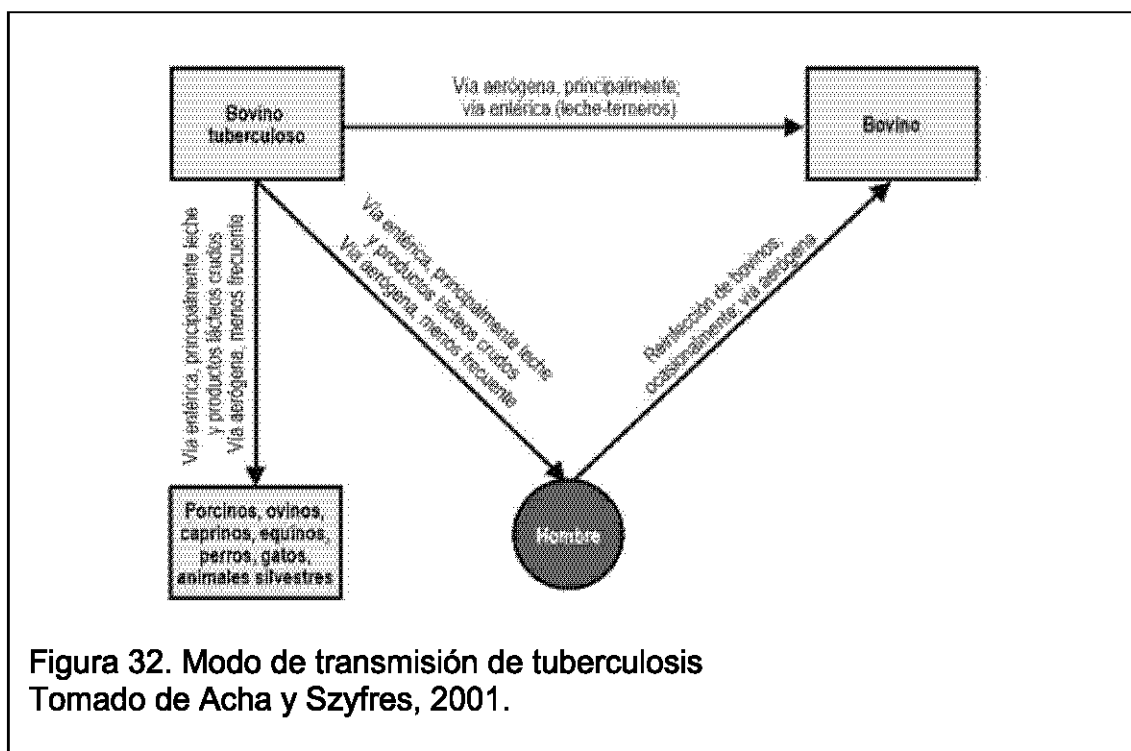 Bovino
tuberculoso
Vía aerógena, principalmente;
vía entérica (leche-terneros)
Bovino
Vía entérica, principalmente leche
y productos lácteos crudos
Vía aerógena, menos frecuente
Vía entérica, principalmente leche
y productos lácteos crudos
Vía aerógena, menos frecuente
Reinfección de bovinos,
ocasionalmente: vía aerógena
Porcinos, ovinos,
caprinos, equinos,
perros, gatos,
animales silvestres
Hombre
Figura 32. Modo de transmisión de tuberculosis
Tomado de Acha y Szyfres, 2001.